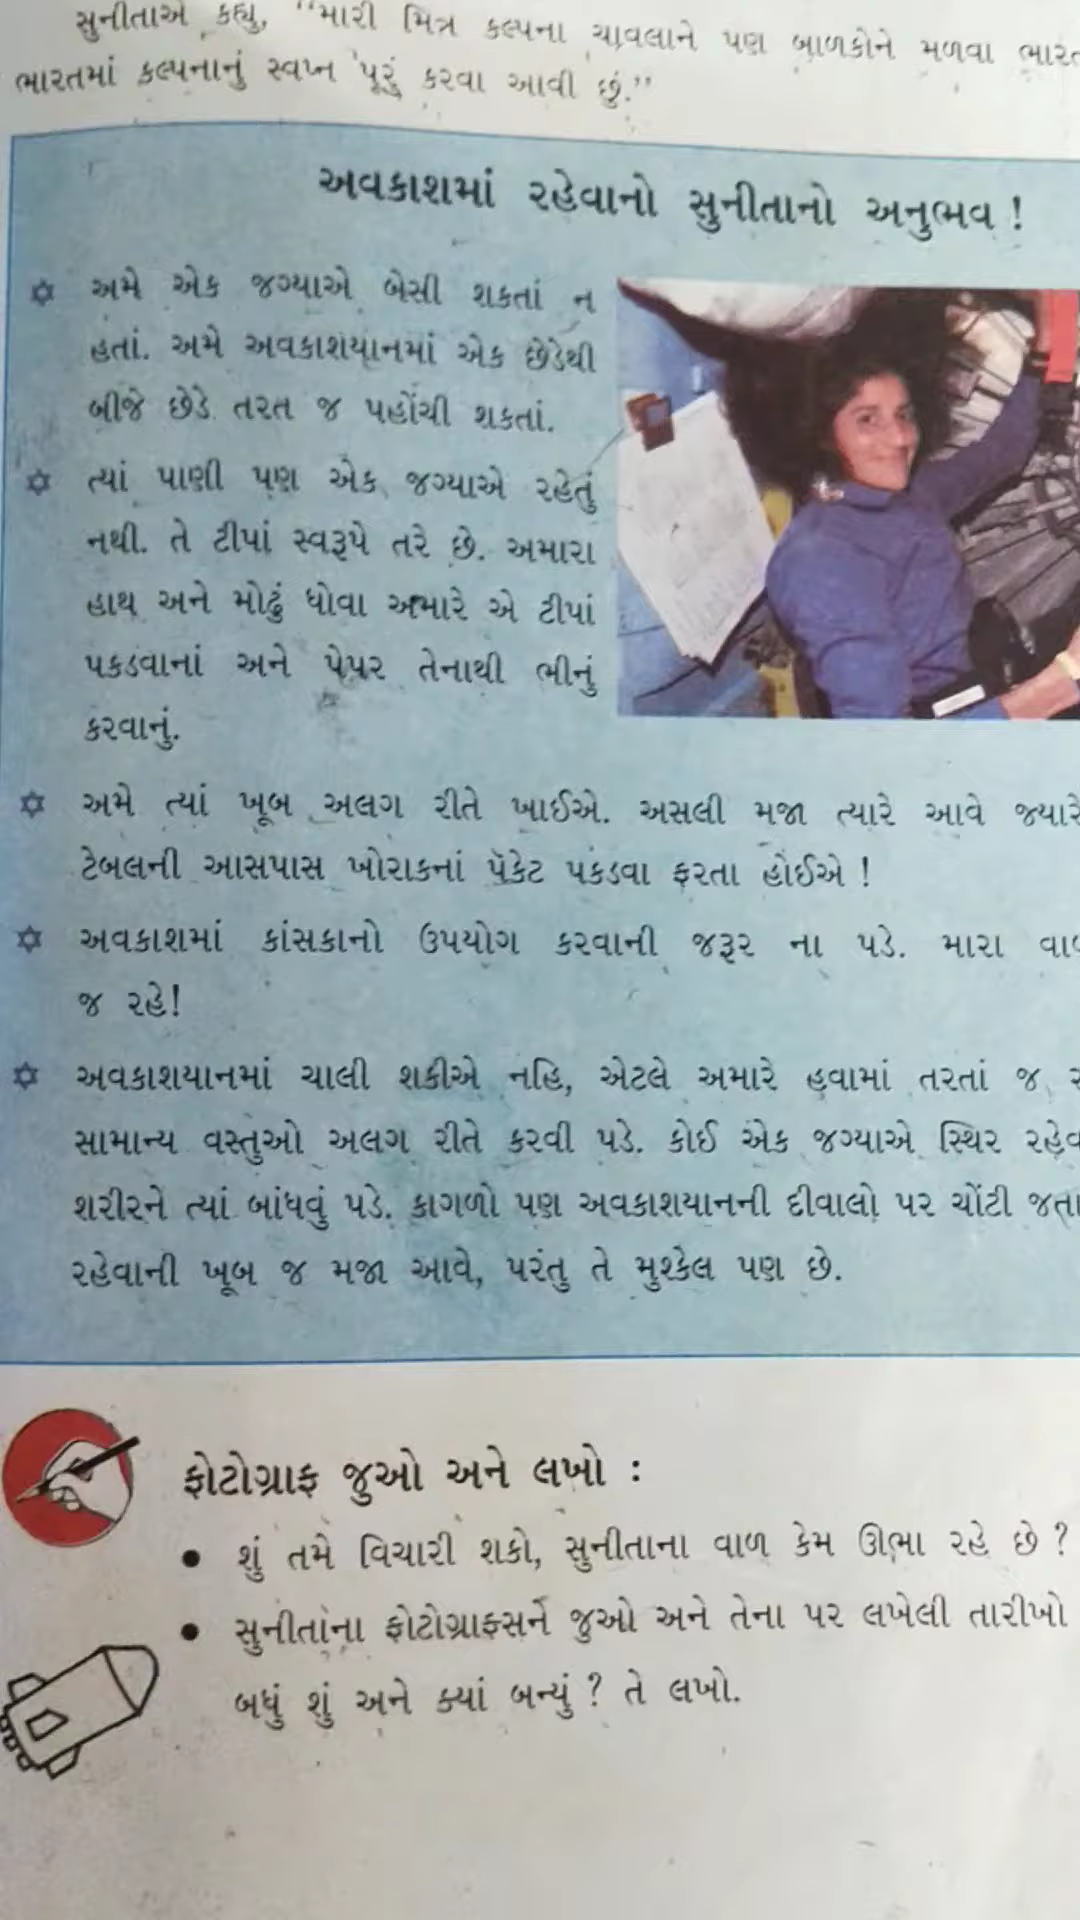 સુનીતાએ કહ્યુ, “મારી મિત્ર કલ્પના ચાવલાને પણ બાળકોને મળવા
ભારતમાં કલ્પનાનું સ્વપ્ન પૂરું કરવા આવી છું.”
અવકાશમાં રહેવાનો સુનીતાનો અનુભવ !
અમે એક જગ્યાએ બેસી શકતાં ન
હતાં. અમે અવકાશયાનમાં એક છેડેથી
બીજે છેડે તરત જ પહોંચી શકતાં.
ત્યાં પાણી પણ એક જગ્યાએ રહેતું
નથી. તે ટીપાં સ્વરૂપે તરે છે. અમારા
હાથ અને મોઢું ધોવા અમારે એ ટીપાં
પકડવાનાં અને પેપર તેનાથી ભીનું
કરવાનું.
અમે ત્યાં ખૂબ અલગ રીતે ખાઈએ. અસલી મજા ત્યારે આવે જ્યારે
ટેબલની આસપાસ ખોરાકનાં પૅકેટ પકડવા ફરતા હોઈએ !
અવકાશમાં કાંસકાનો ઉપયોગ કરવાની જરૂર ના પડે. મારા
જ રહે!
અવકાશયાનમાં ચાલી શકીએ નહિ, એટલે અમારે હવામાં તરતાં જ
સામાન્ય વસ્તુઓ અલગ રીતે કરવી પડે. કોઈ એક જગ્યાએ સ્થિર
શરીરને ત્યાં બાંધવું પડે. કાગળો પણ અવકાશયાનની દીવાલો પર ચોંટી જતા
રહેવાની ખૂબ જ મજા આવે, પરંતુ તે મુશ્કેલ પણ છે.
ફોટોગ્રાફ જુઓ અને લખો :
• શું તમે વિચારી શકો, સુનીતાના વાળ કેમ ઊભા રહે છે ?
• સુનીતાના ફોટોગ્રાફ્સને જુઓ અને તેના પર લખેલી તારીખો
બધું શું અને ક્યાં બન્યું ? તે લખો.